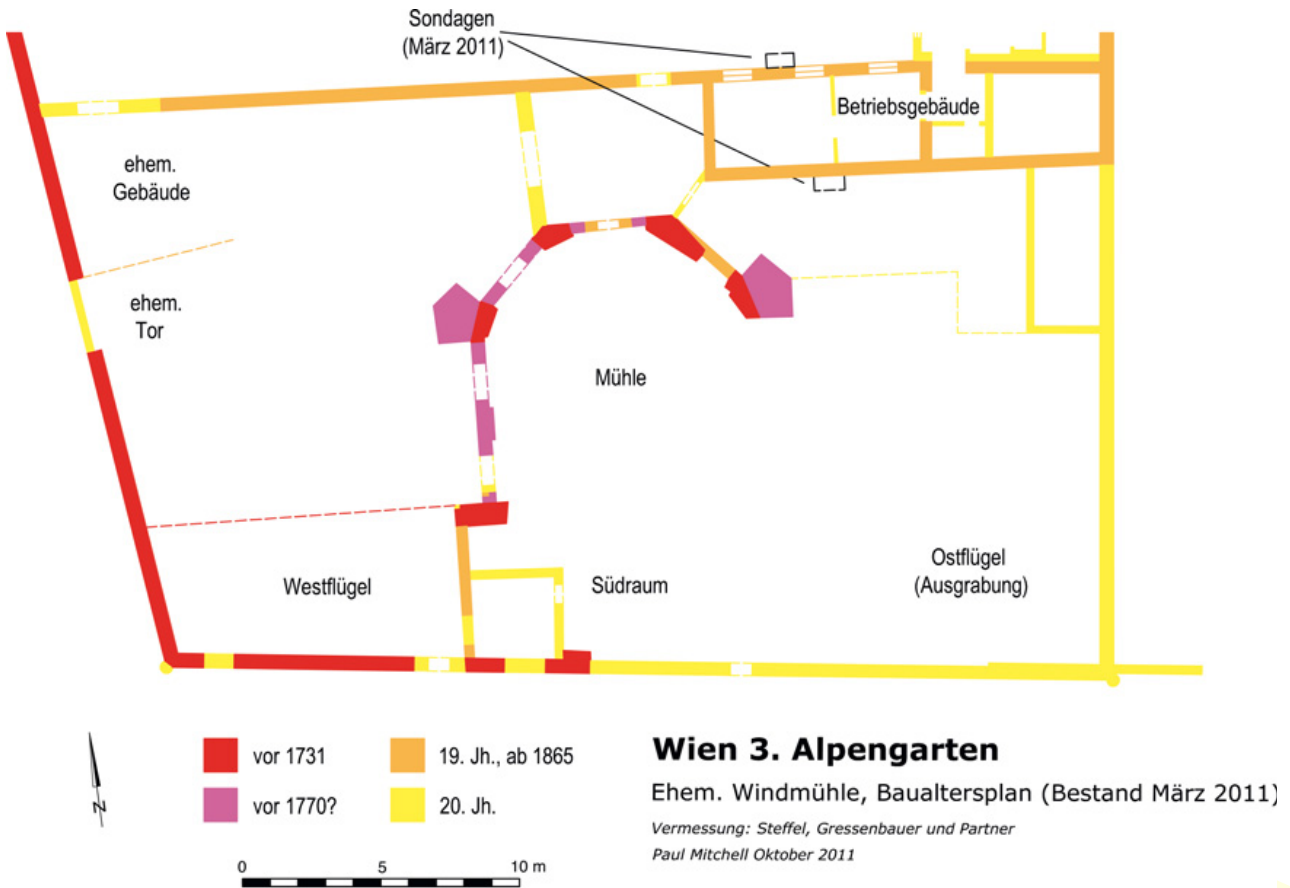 Sondagen
(März 2011)
Betriebsgebäude
ehem.
Gebäude
ehem.
Tor
Mühle
Westflügel
Südraum
Ostflügel
(Ausgrabung)
N
vor 1731
19. Jh., ab 1865
vor 1770?
20. Jh.
0 5 10 m
Wien 3. Alpengarten
Ehem. Windmühle, Baualtersplan (Bestand März 2011)
Vermessung: Steffel, Gressenbauer und Partner
Paul Mitchell Oktober 2011